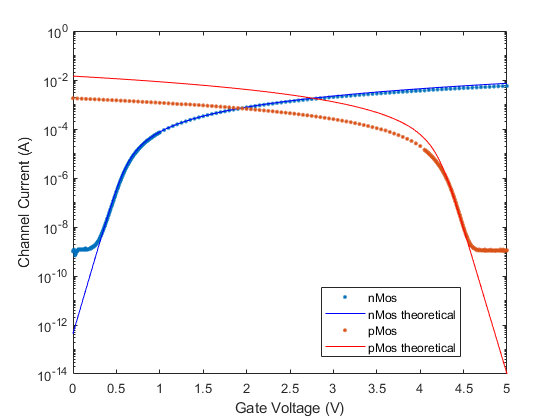 10^0
10^-2
10^-4
10^-6
10^-8
10^-10
10^-12
10^-14
Channel Current (A)
nMos
nMos theoretical
pMos
pMos theoretical
0 0.5 1 1.5 2 2.5 3 3.5 4 4.5 5
Gate Voltage (V)